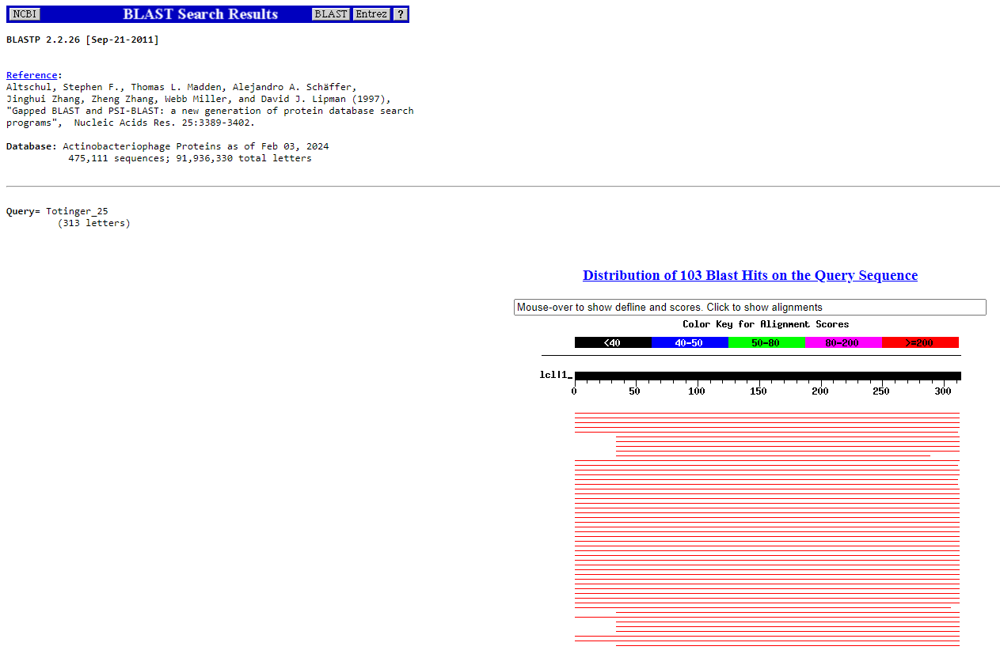 NCBI BLAST Search Results BLAST Entrez ?
BLASTP 2.2.26 [Sep-21-2011]
Reference:
Altschul, Stephen F., Thomas L. Madden, Alejandro A. Schäffer,
Jinghui Zhang, Zheng Zhang, Webb Miller, and David J. Lipman (1997),
"Gapped BLAST and PSI-BLAST: a new generation of protein database search
programs",  Nucleic Acids Res. 25:3389-3402.
Database: Actinobacteriophage Proteins as of Feb 03, 2024
475,111 sequences; 91,936,330 total letters
Query= Totinger_25
(313 letters)
Distribution of 103 Blast Hits on the Query Sequence
Mouse-over to show defline and scores. Click to show alignments
Color Key for Alignment Scores
<40 40-50 50-80 80-200 >=200
lcl|1_
0 50 100 150 200 250 300